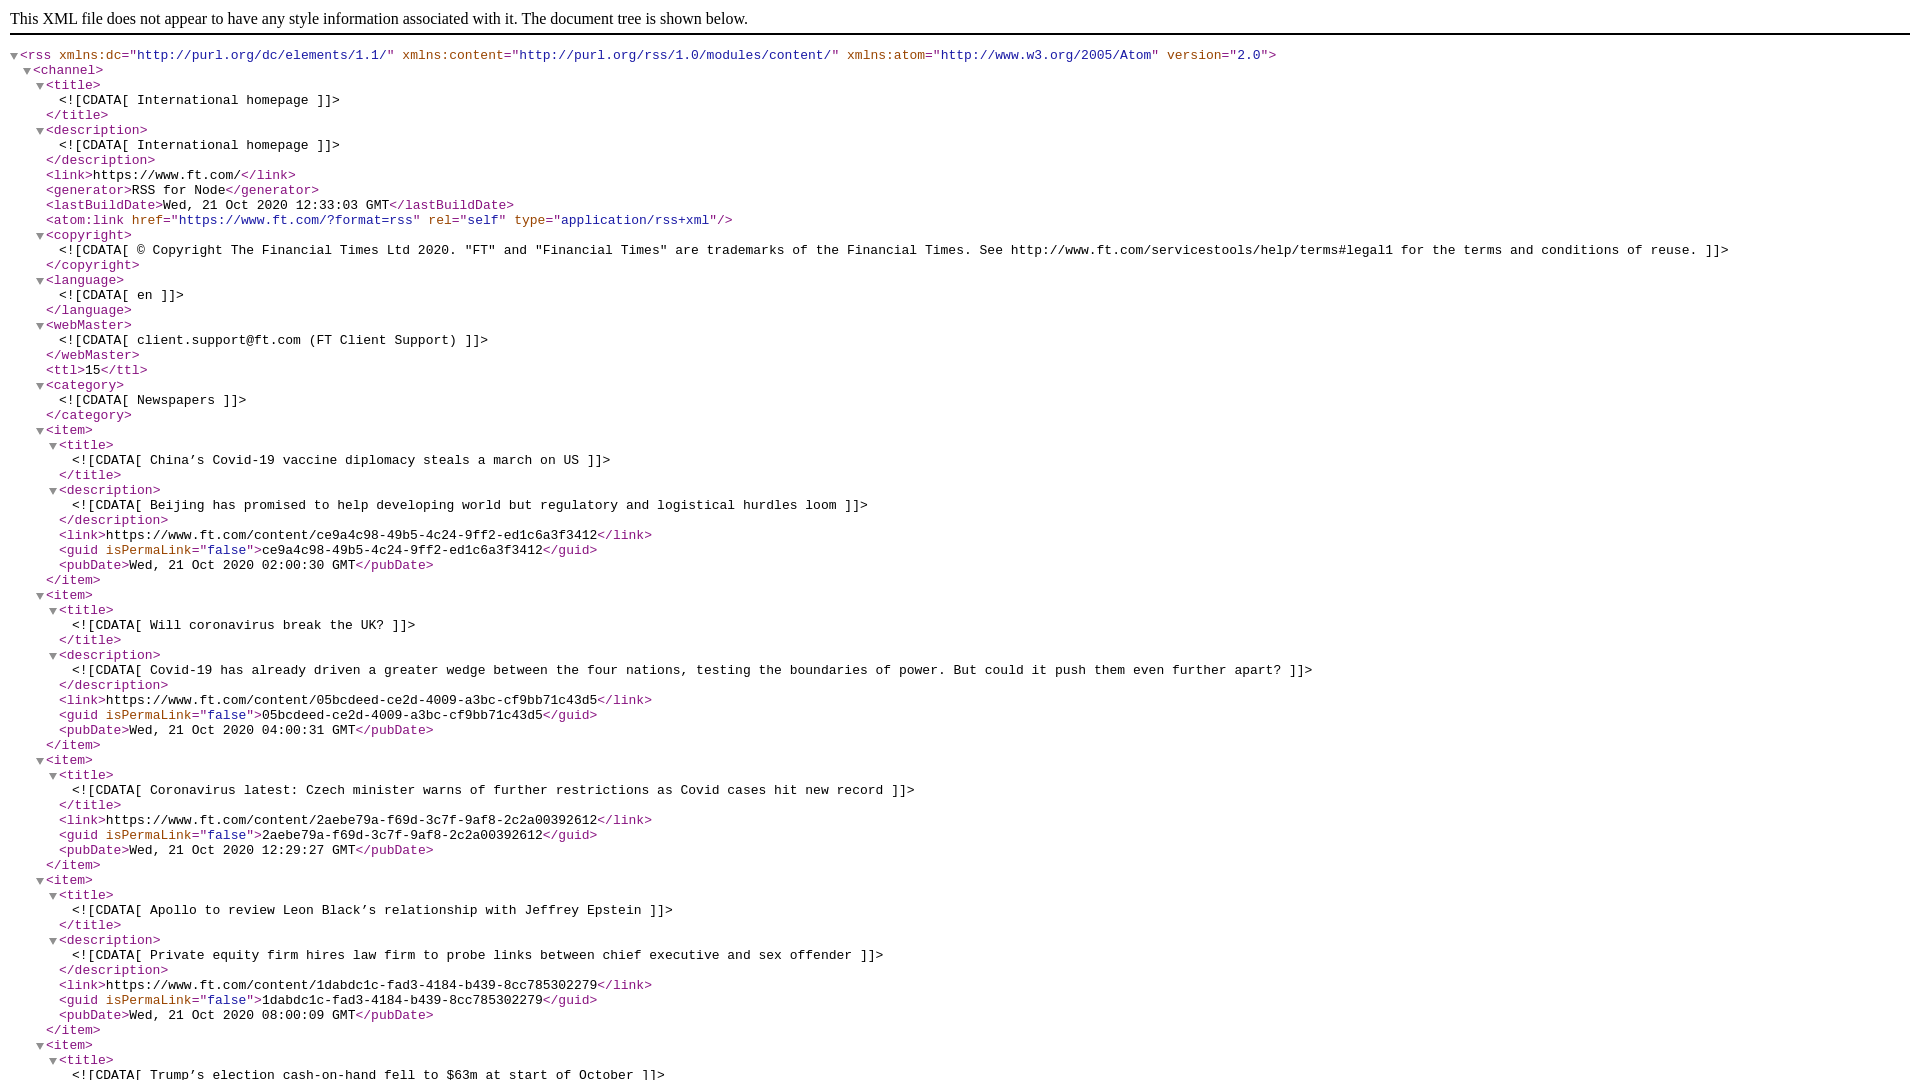 This XML file does not appear to have any style information associated with it. The document tree is shown below.
<rss xmlns:dc="http://purl.org/dc/elements/1.1/" xmlns:content="http://purl.org/rss/1.0/modules/content/" xmlns:atom="http://www.w3.org/2005/Atom" version="2.0">
<channel>
<title>
<![CDATA[ International homepage ]]>
</title>
<description>
<![CDATA[ International homepage ]]>
</description>
<link>https://www.ft.com/</link>
<generator>RSS for Node</generator>
<lastBuildDate>Wed, 21 Oct 2020 12:33:03 GMT</lastBuildDate>
<atom:link href="https://www.ft.com/?format=rss" rel="self" type="application/rss+xml"/>
<copyright>
<![CDATA[ © Copyright The Financial Times Ltd 2020. "FT" and "Financial Times" are trademarks of the Financial Times. See http://www.ft.com/servicestools/help/terms#legal1 for the terms and conditions of reuse. ]]>
</copyright>
<language>
<![CDATA[ en ]]>
</language>
<webMaster>
<![CDATA[ client.support@ft.com (FT Client Support) ]]>
</webMaster>
<ttl>15</ttl>
<category>
<![CDATA[ Newspapers ]]>
</category>
<item>
<title>
<![CDATA[ China’s Covid-19 vaccine diplomacy steals a march on US ]]>
</title>
<description>
<![CDATA[ Beijing has promised to help developing world but regulatory and logistical hurdles loom ]]>
</description>
<link>https://www.ft.com/content/ce9a4c98-49b5-4c24-9ff2-ed1c6a3f3412</link>
<guid isPermaLink="false">ce9a4c98-49b5-4c24-9ff2-ed1c6a3f3412</guid>
<pubDate>Wed, 21 Oct 2020 02:00:30 GMT</pubDate>
</item>
<item>
<title>
<![CDATA[ Will coronavirus break the UK? ]]>
</title>
<description>
<![CDATA[ Covid-19 has already driven a greater wedge between the four nations, testing the boundaries of power. But could it push them even further apart? ]]>
</description>
<link>https://www.ft.com/content/05bcdeed-ce2d-4009-a3bc-cf9bb71c43d5</link>
<guid isPermaLink="false">05bcdeed-ce2d-4009-a3bc-cf9bb71c43d5</guid>
<pubDate>Wed, 21 Oct 2020 04:00:31 GMT</pubDate>
</item>
<item>
<title>
<![CDATA[ Coronavirus latest: Czech minister warns of further restrictions as Covid cases hit new record ]]>
</title>
<link>https://www.ft.com/content/2aebe79a-f69d-3c7f-9af8-2c2a00392612</link>
<guid isPermaLink="false">2aebe79a-f69d-3c7f-9af8-2c2a00392612</guid>
<pubDate>Wed, 21 Oct 2020 12:29:27 GMT</pubDate>
</item>
<item>
<title>
<![CDATA[ Apollo to review Leon Black’s relationship with Jeffrey Epstein ]]>
</title>
<description>
<![CDATA[ Private equity firm hires law firm to probe links between chief executive and sex offender ]]>
</description>
<link>https://www.ft.com/content/1dabdc1c-fad3-4184-b439-8cc785302279</link>
<guid isPermaLink="false">1dabdc1c-fad3-4184-b439-8cc785302279</guid>
<pubDate>Wed, 21 Oct 2020 08:00:09 GMT</pubDate>
</item>
<item>
<title>
<![CDATA[ Trump’s election cash-on-hand fell to $63m at start of October ]]>